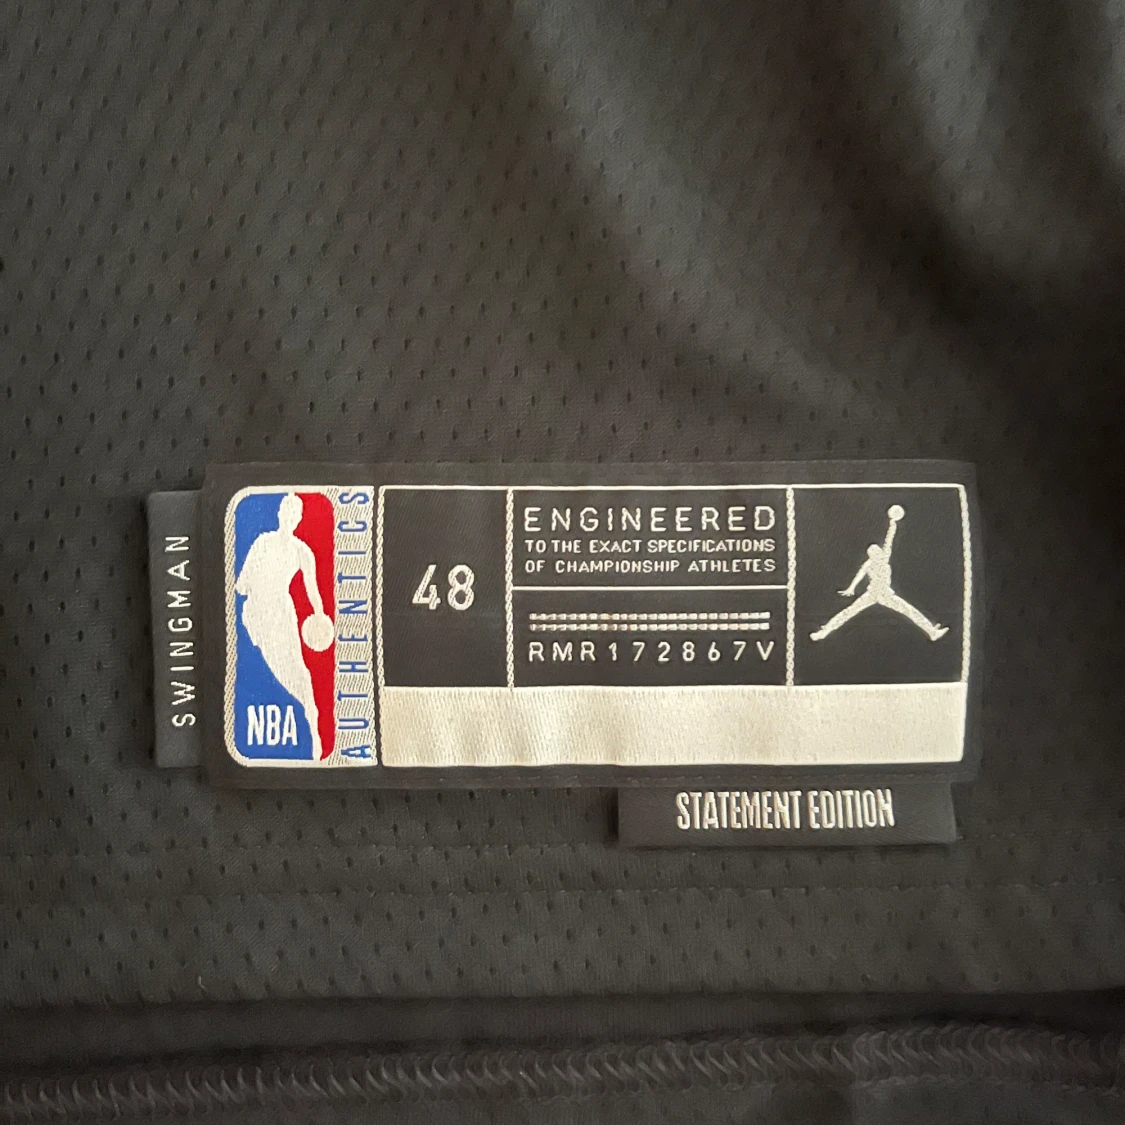 SWINGMAN
NBA
AUTHENTICS
48
ENGINEERED
TO THE EXACT SPECIFICATIONS
OF CHAMPIONSHIP ATHLETES
RMR172867V
STATEMENT EDITION